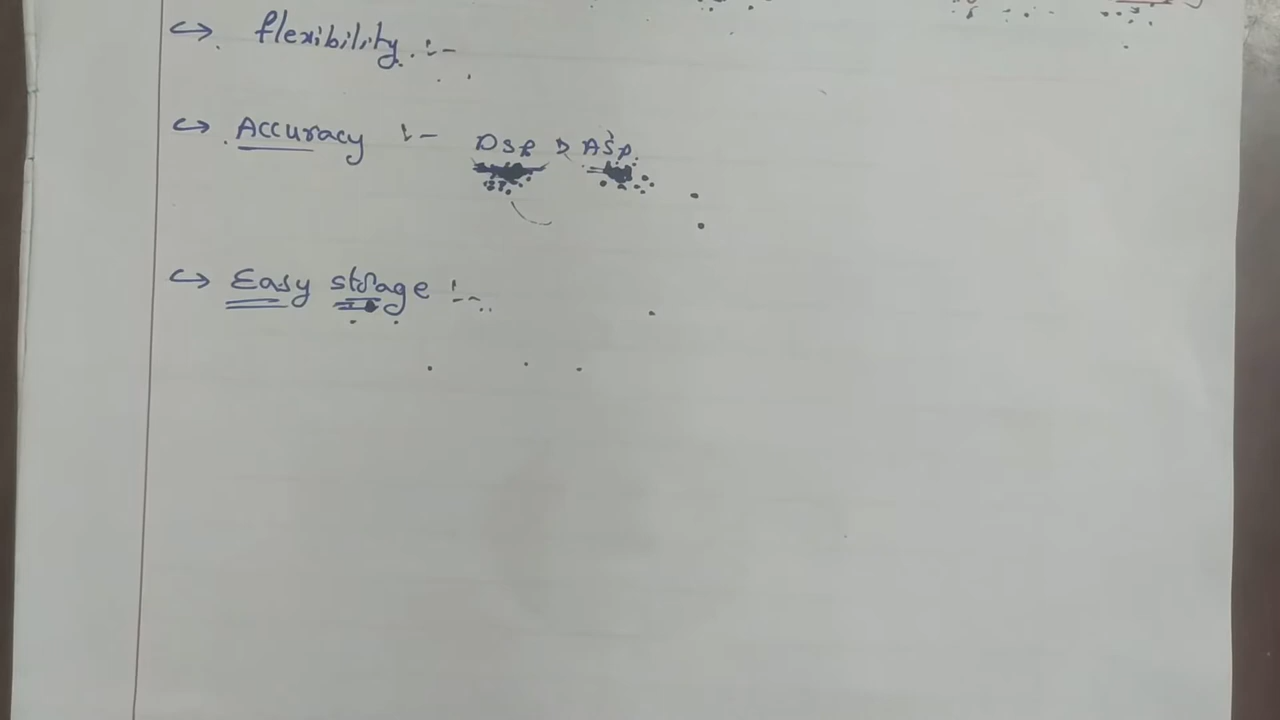 ↔ flexibility :-
↔ Accuracy :- DSP > ASP.
↔ Easy storage :-